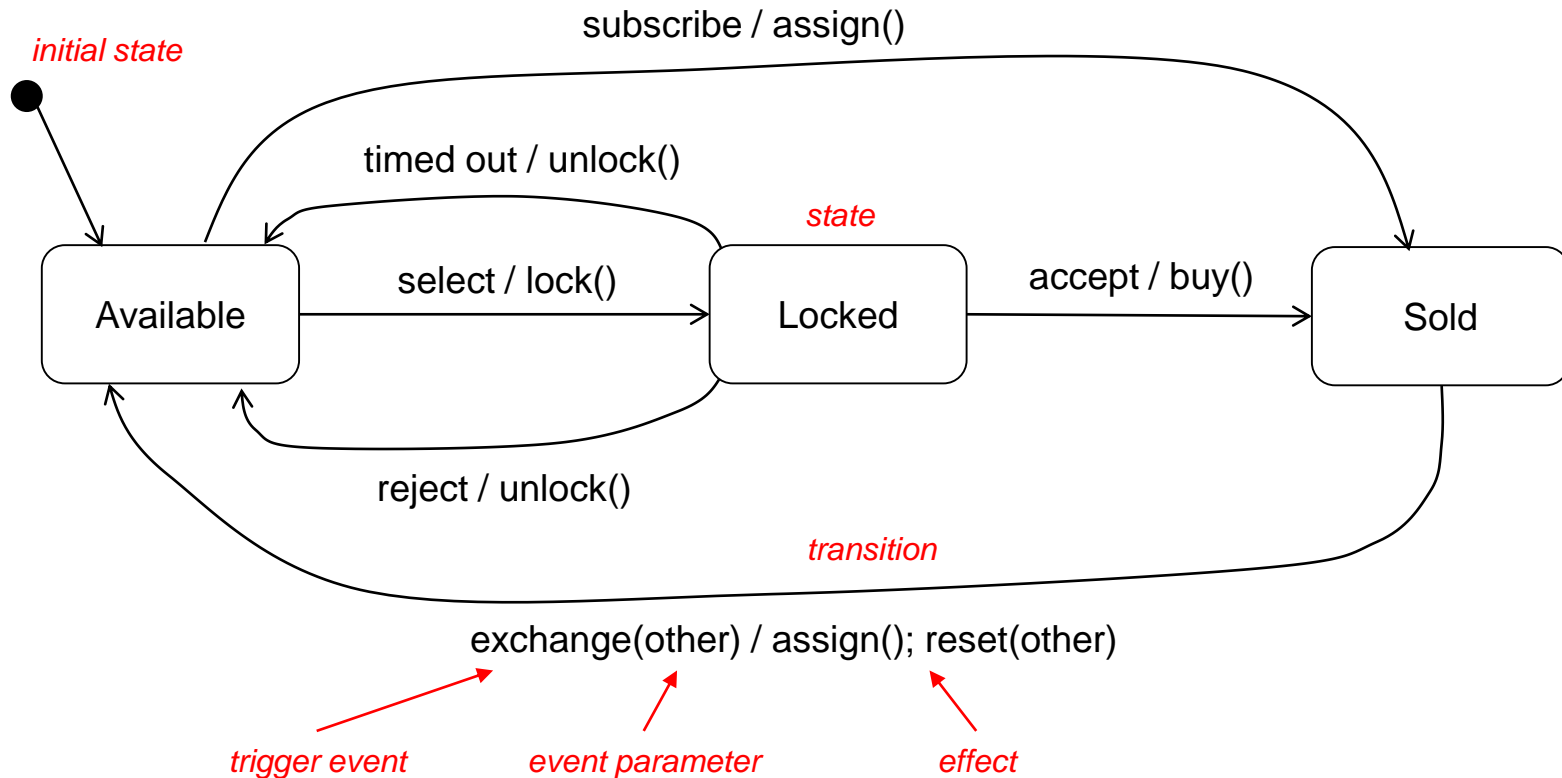 subscribe / assign()
initial state
timed out / unlock()
state
Available
select / lock()
Locked
accept / buy()
Sold
reject / unlock()
transition
exchange(other) / assign(); reset(other)
trigger event
event parameter
effect